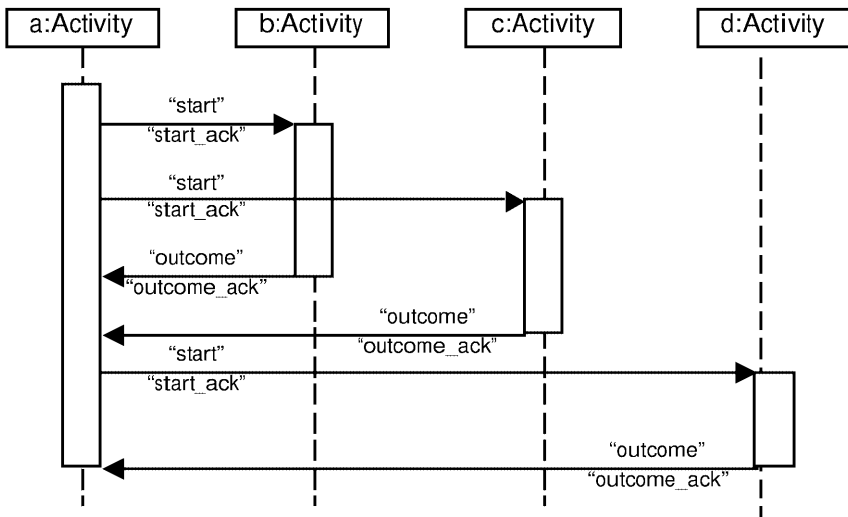 a:Activity
b:Activity
c:Activity
d:Activity
“start”
“start_ack”
“start”
“start_ack”
“outcome”
“outcome_ack”
“outcome”
“outcome_ack”
“start”
“start_ack”
“outcome”
“outcome_ack”